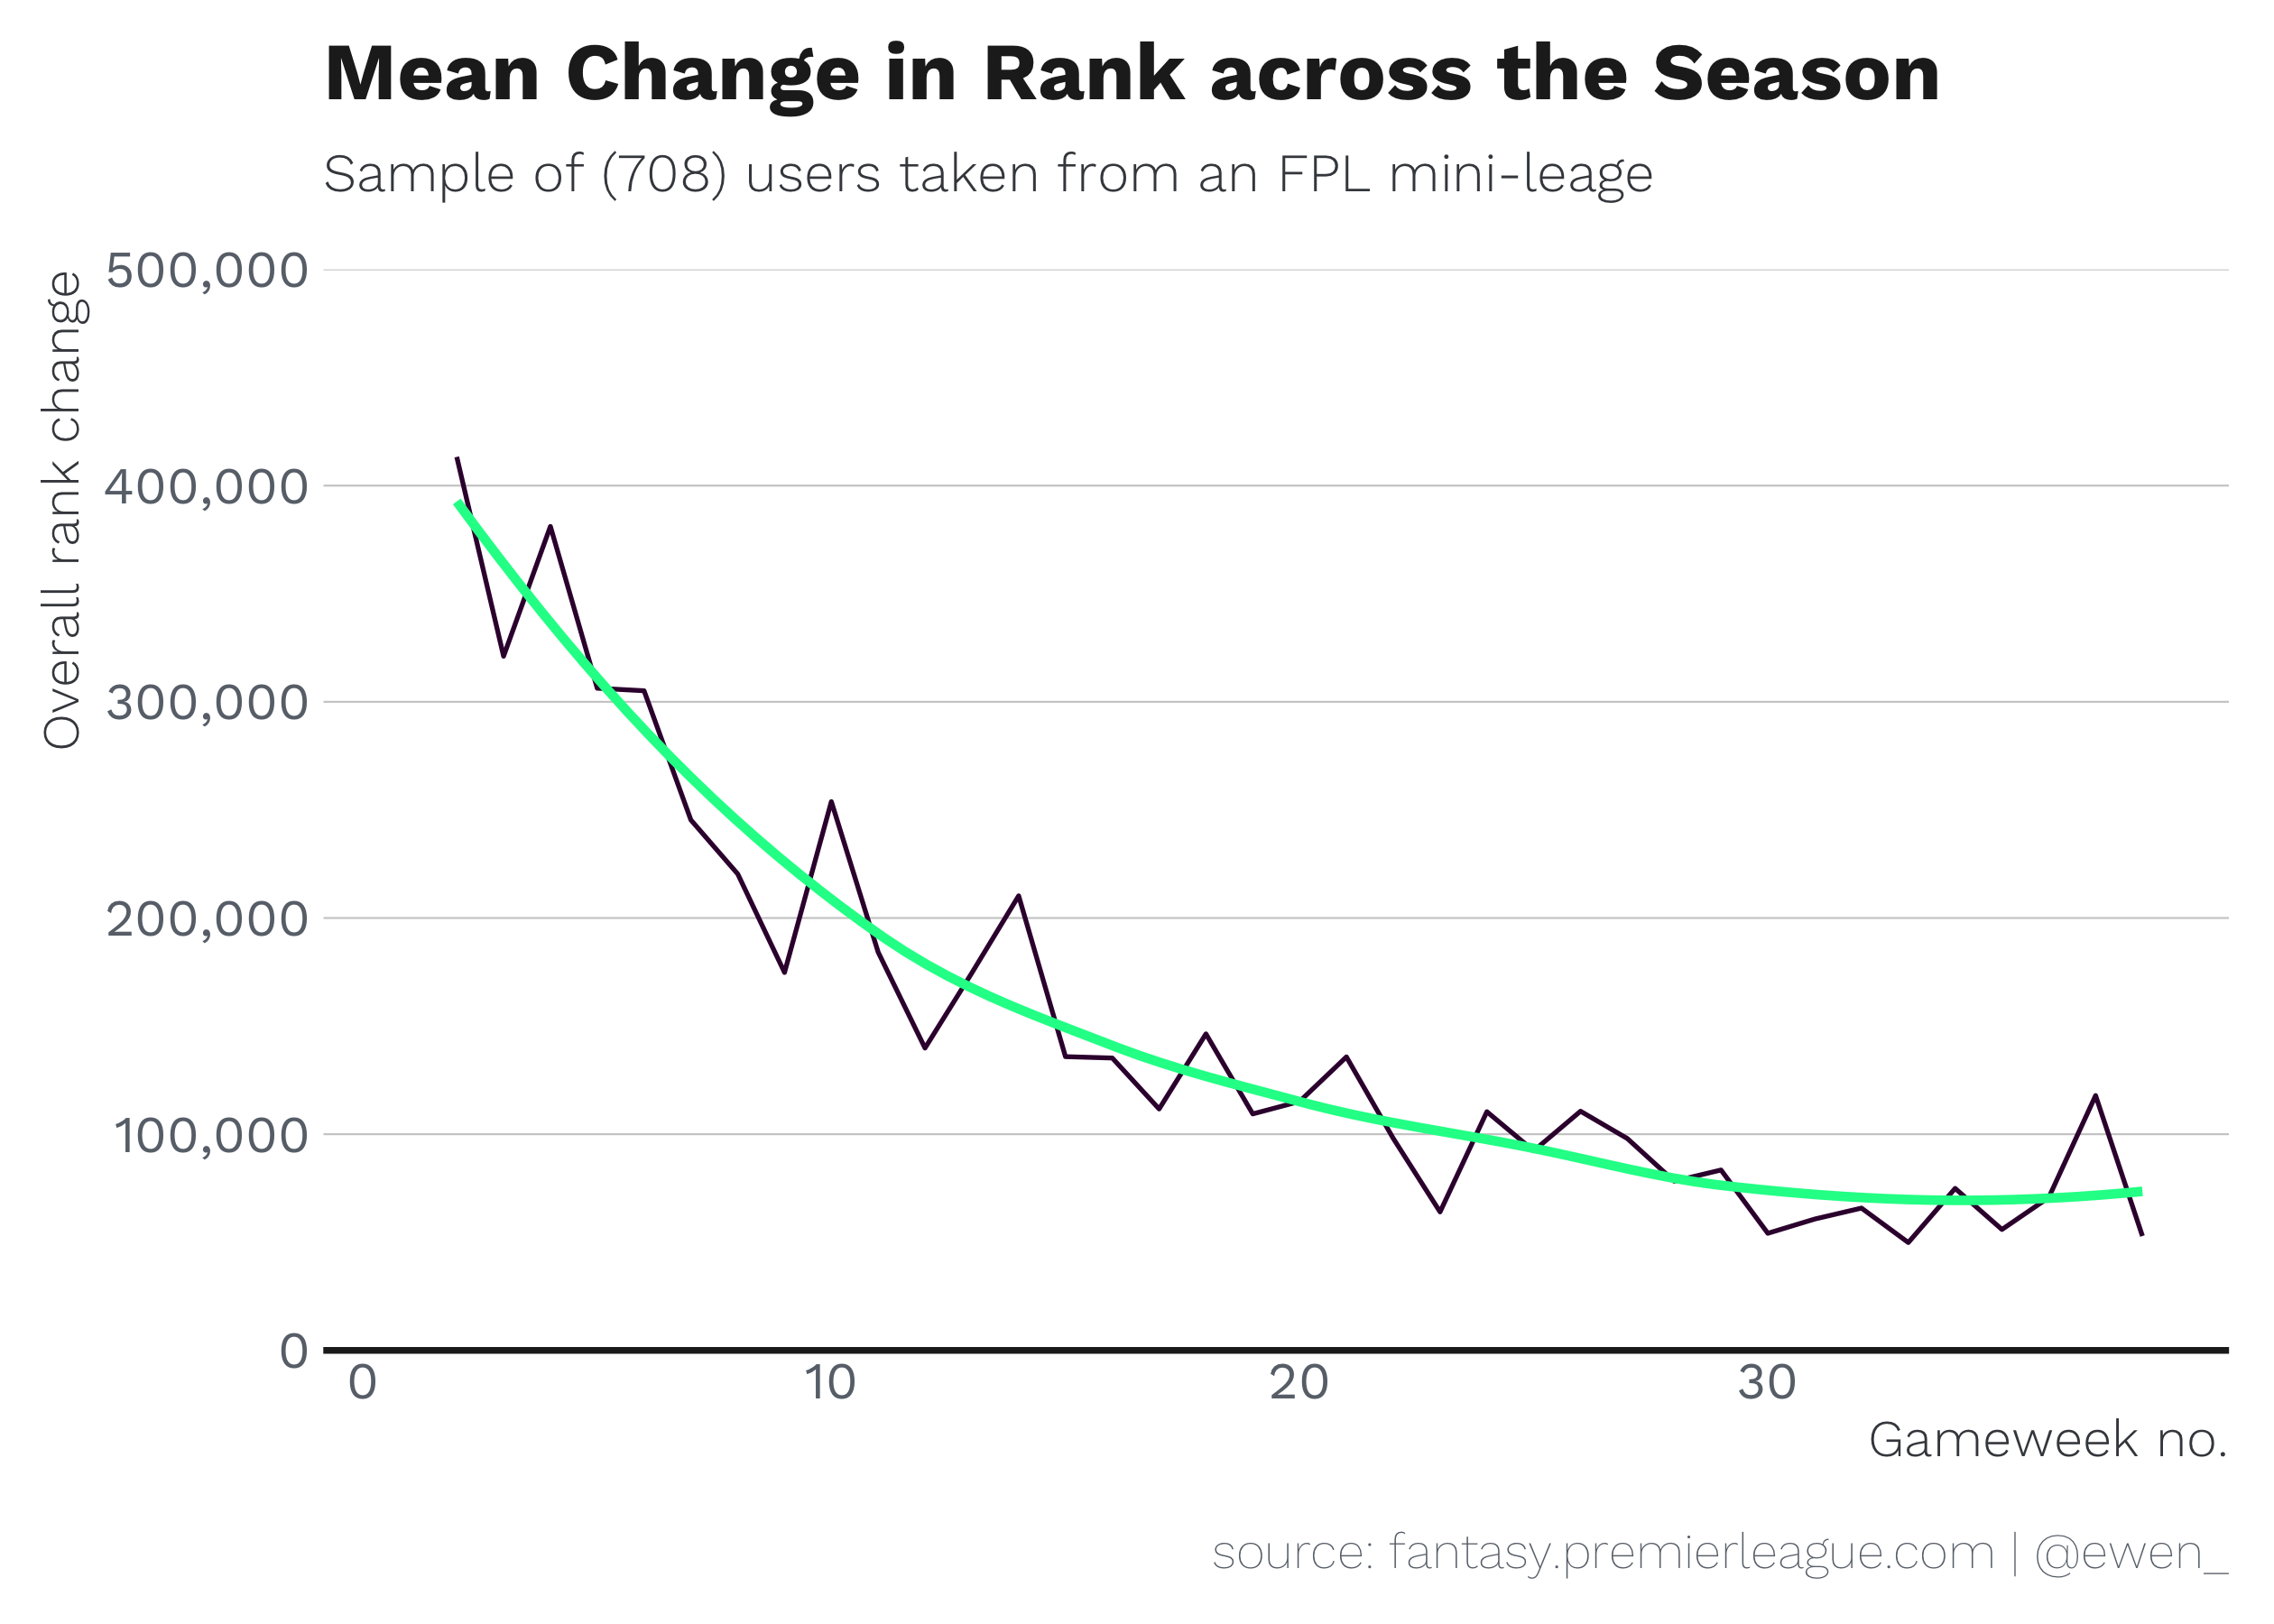 Mean Change in Rank across the Season
Sample of (708) users taken from an FPL mini-leage
Overall rank change
500,000
400,000
300,000
200,000
100,000
0
0 10 20 30
Gameweek no.
source: fantasy.premierleague.com | @ewen_